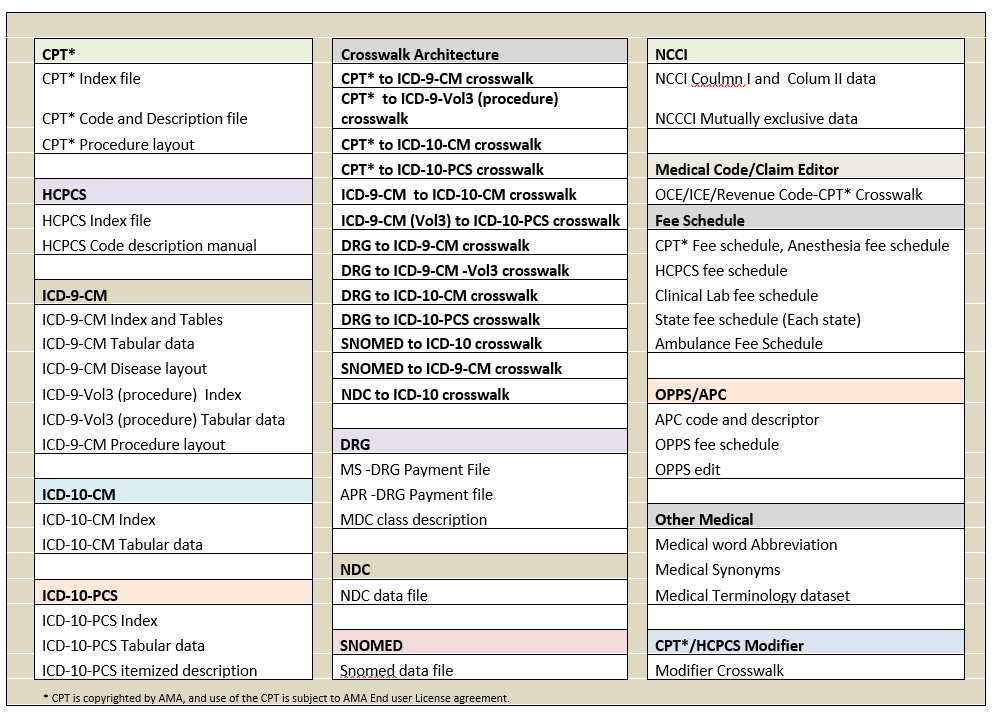 CPT*
CPT* Index file
CPT* Code and Description file
CPT* Procedure layout
HCPCS
HCPCS Index file
HCPCS Code description manual
ICD-9-CM
ICD-9-CM Index and Tables
ICD-9-CM Tabular data
ICD-9-CM Disease layout
ICD-9-Vol3 (procedure) Index
ICD-9-Vol3 (procedure) Tabular data
ICD-9-CM Procedure layout
ICD-10-CM
ICD-10-CM Index
ICD-10-CM Tabular data
ICD-10-PCS
ICD-10-PCS Index
ICD-10-PCS Tabular data
ICD-10-PCS itemized description
Crosswalk Architecture
CPT* to ICD-9-CM crosswalk
CPT* to ICD-9-Vol3 (procedure)
crosswalk
CPT* to ICD-10-CM crosswalk
CPT* to ICD-10-PCS crosswalk
ICD-9-CM to ICD-10-CM crosswalk
ICD-9-CM (Vol3) to ICD-10-PCS crosswalk
DRG to ICD-9-CM crosswalk
DRG to ICD-9-CM -Vol3 crosswalk
DRG to ICD-10-CM crosswalk
DRG to ICD-10-PCS crosswalk
SNOMED to ICD-10 crosswalk
SNOMED to ICD-9-CM crosswalk
NDC to ICD-10 crosswalk
DRG
MS -DRG Payment File
APR -DRG Payment file
MDC class description
NDC
NDC data file
SNOMED
Snomed data file
NCCI
NCCI Coulmn I and Colum II data
NCCCI Mutually exclusive data
Medical Code/Claim Editor
OCE/ICE/Revenue Code-CPT* Crosswalk
Fee Schedule
CPT* Fee schedule, Anesthesia fee schedule
HCPCS fee schedule
Clinical Lab fee schedule
State fee schedule (Each state)
Ambulance Fee Schedule
OPPS/APC
APC code and descriptor
OPPS fee schedule
OPPS edit
Other Medical
Medical word Abbreviation
Medical Synonyms
Medical Terminology dataset
CPT*/HCPCS Modifier
Modifier Crosswalk
* CPT is copyrighted by AMA, and use of the CPT is subject to AMA End user License agreement.